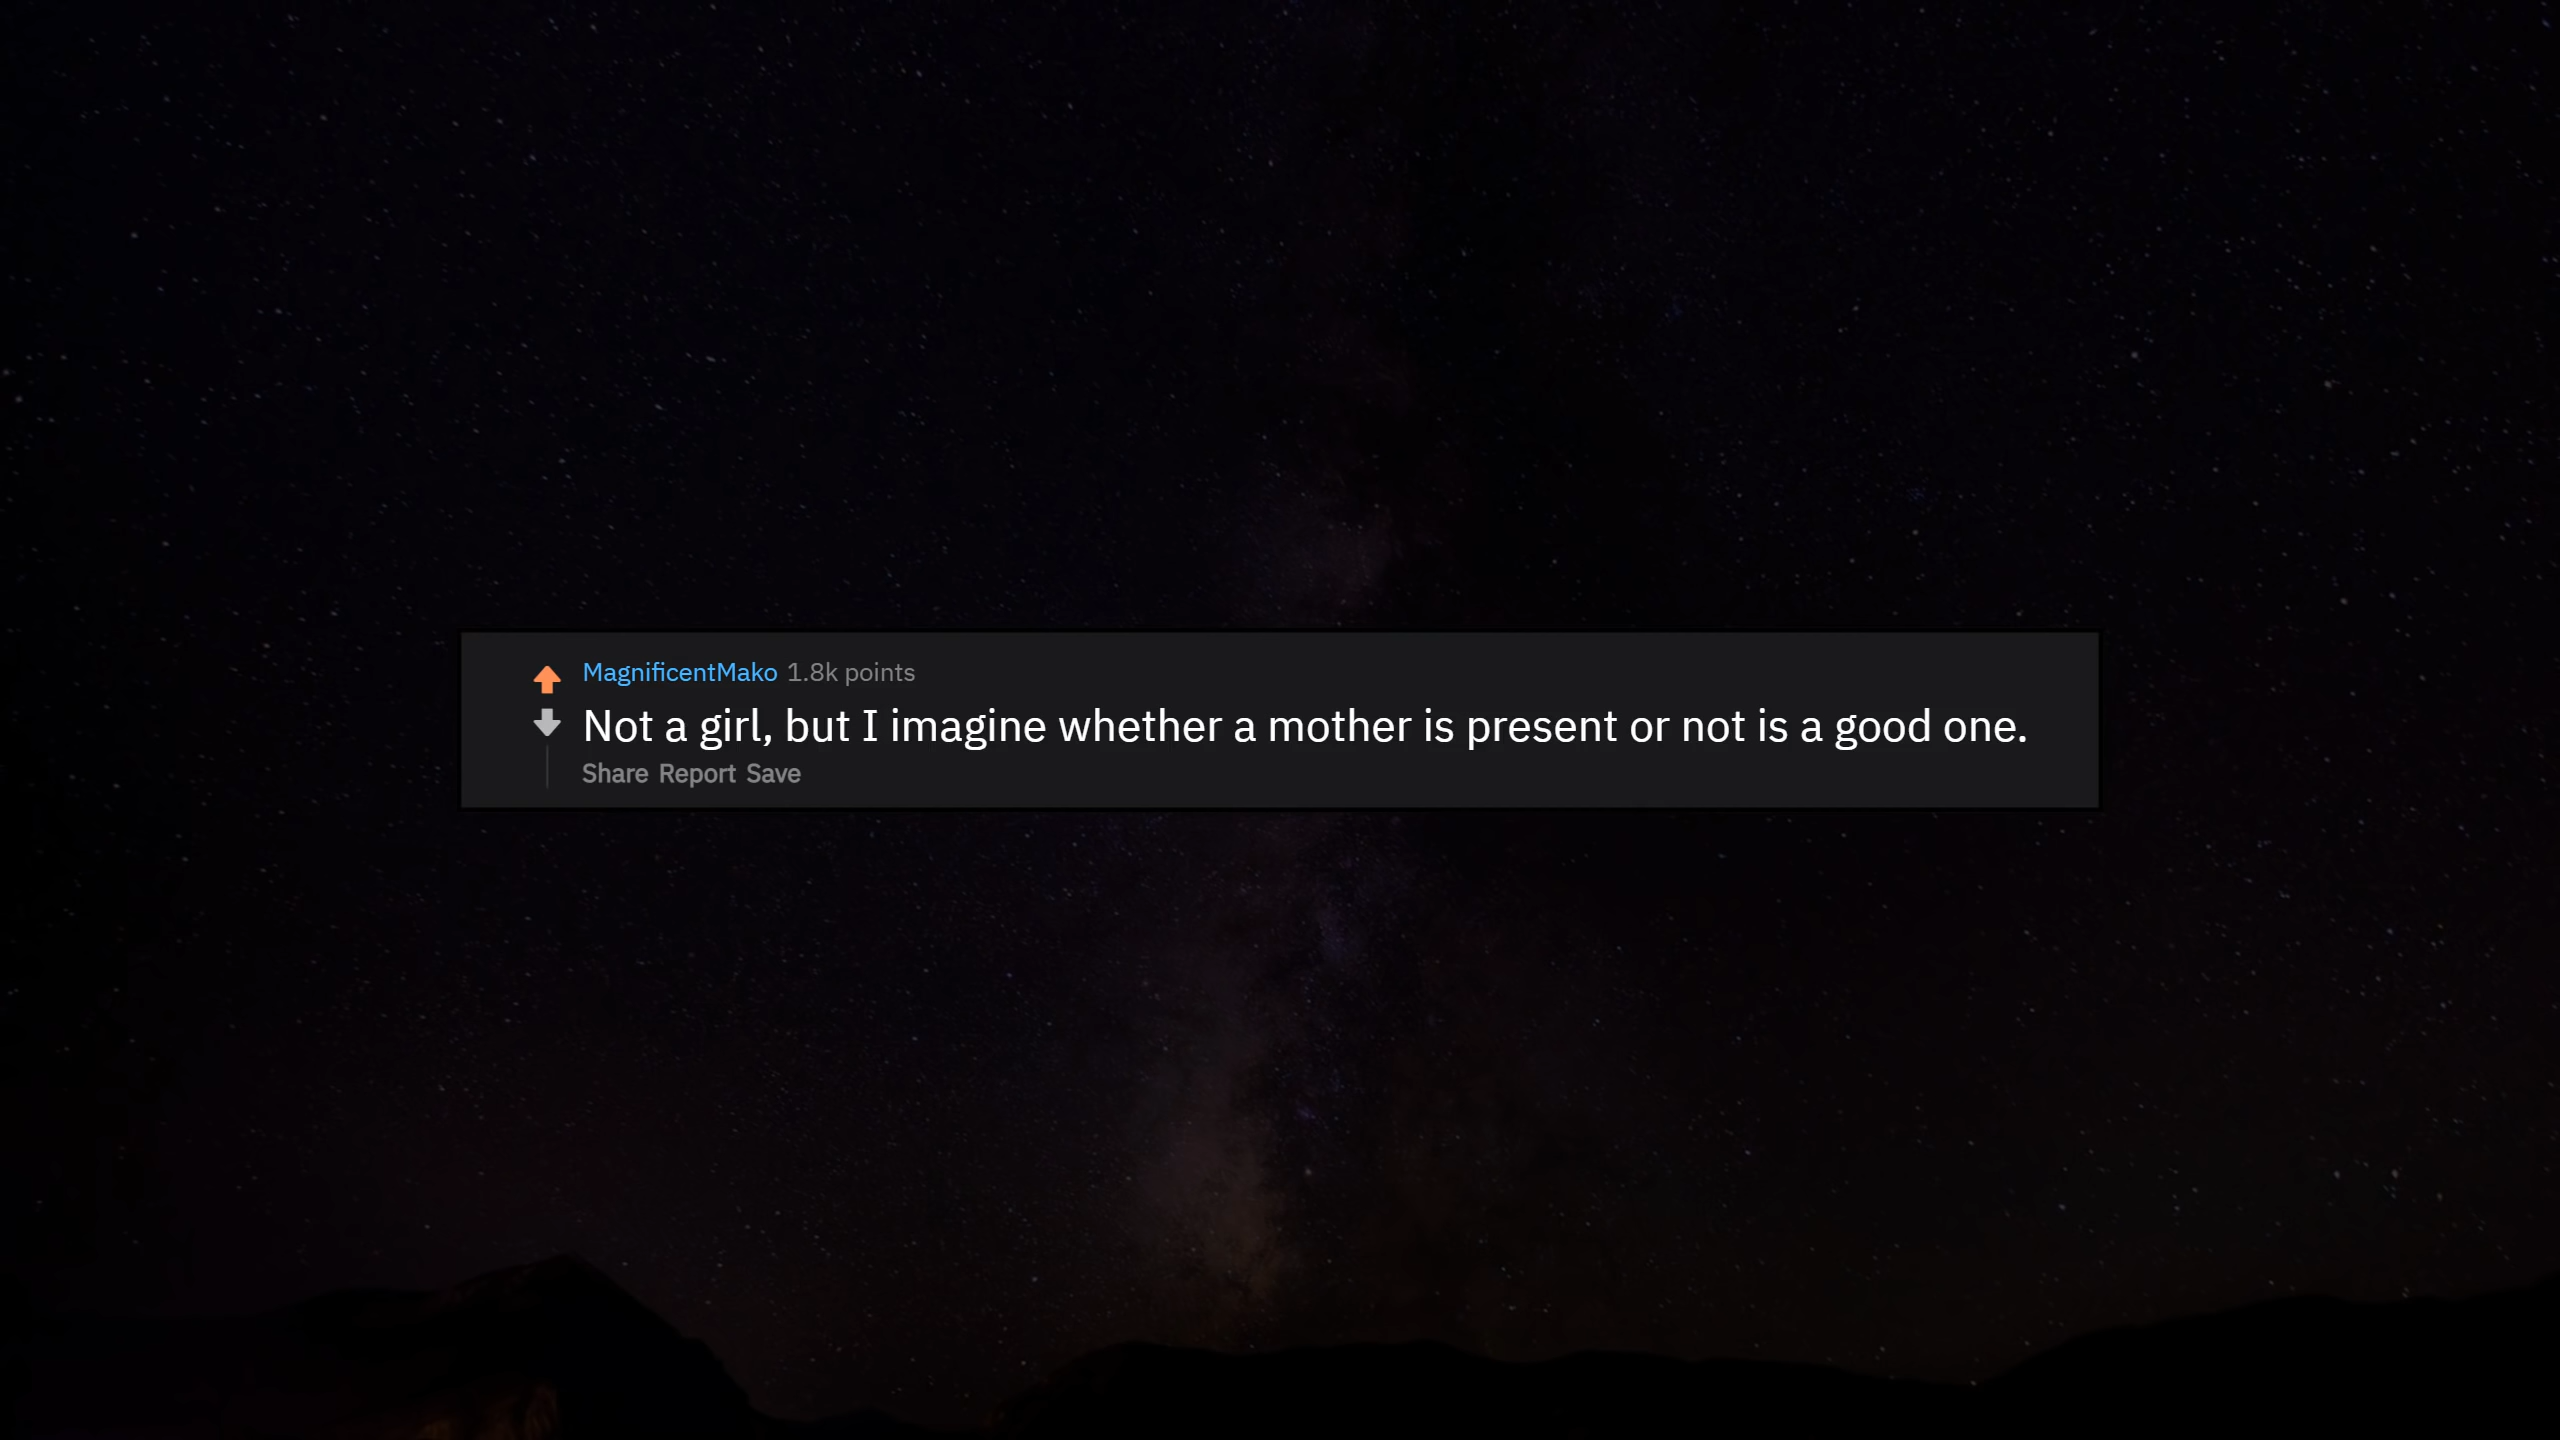 MagnificentMako 1.8k points
Not a girl, but I imagine whether a mother is present or not is a good one.
Share Report Save